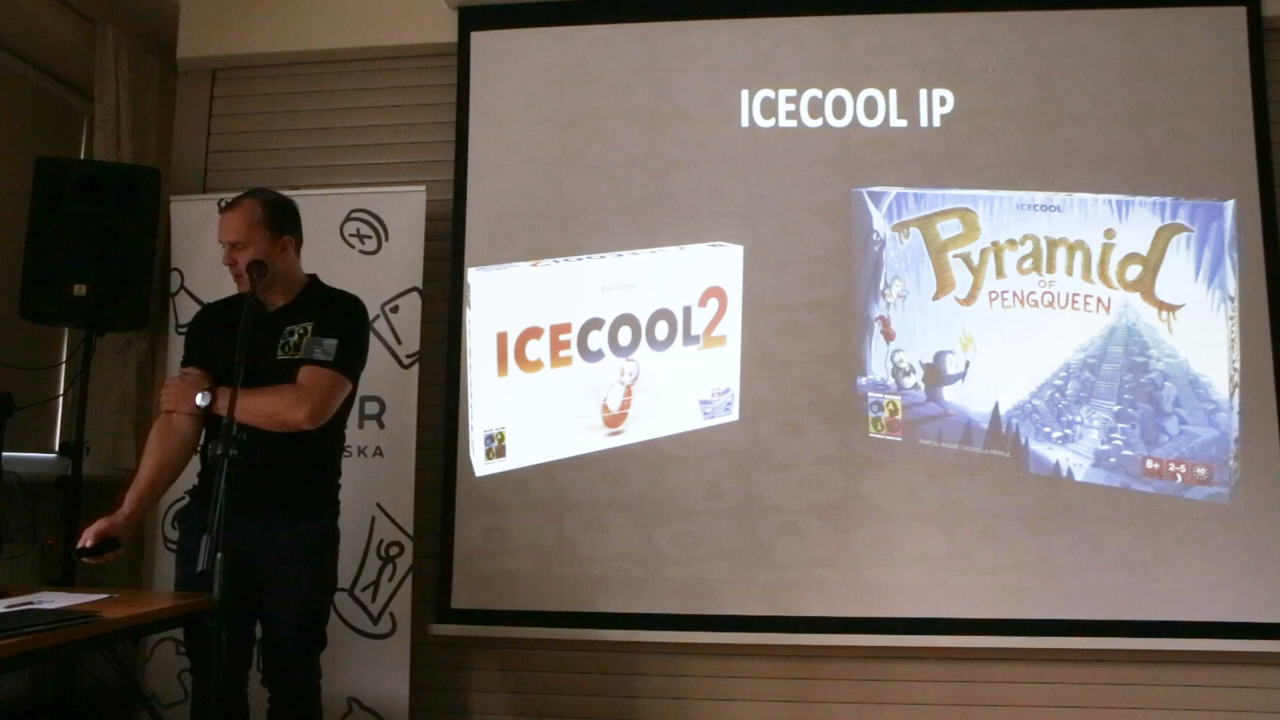 ICECOOL IP
ICECOOL
Pyramid
OF
PENGQUEEN
8+ 2-5
ICECOOL2
R
SKA